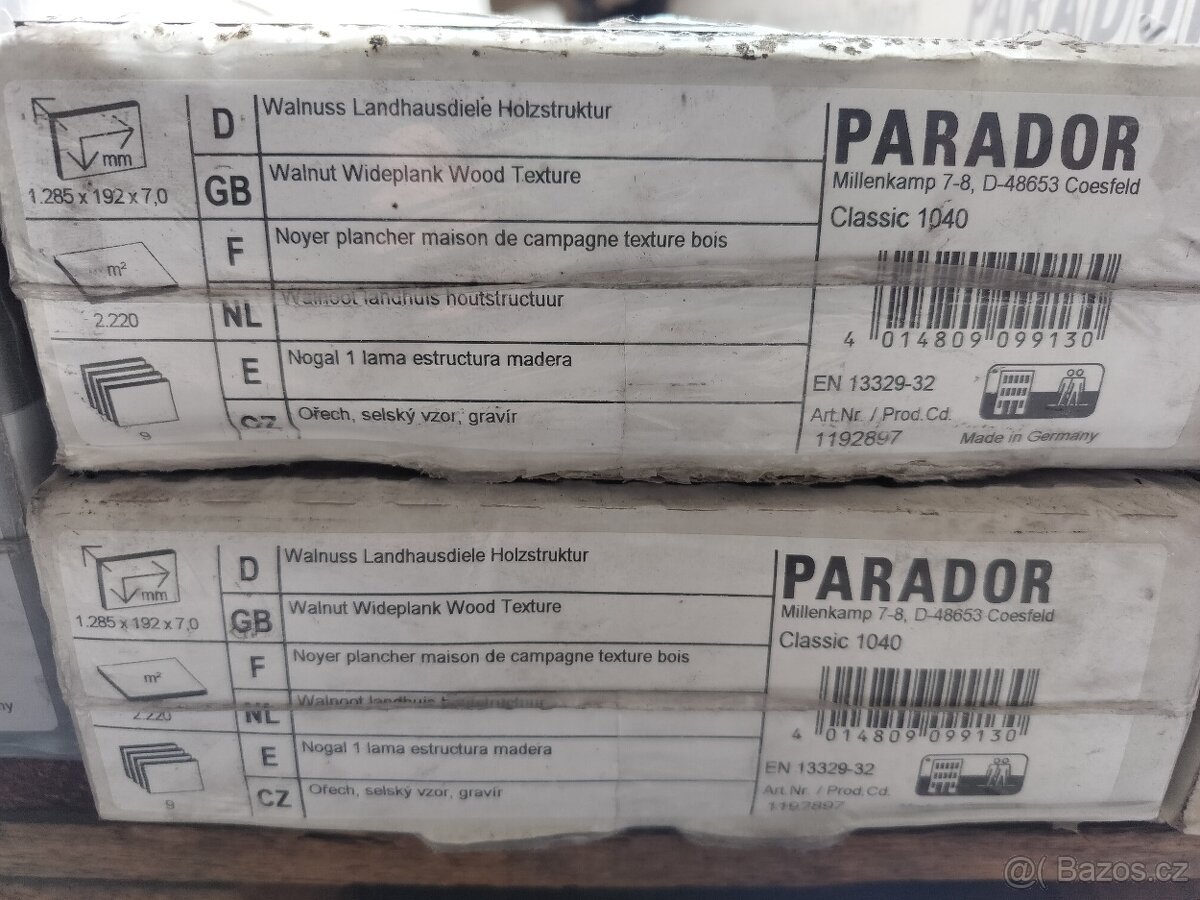 PARADOR
mm
1.285 x 192 x 7,0
m²
2.220
9
D Walnuss Landhausdiele Holzstruktur
GB Walnut Wideplank Wood Texture
F Noyer plancher maison de campagne texture bois
NL Walnoot landhuis houtstructuur
E Nogal 1 lama estructura madera
CZ Ořech, selský vzor, gravír
PARADOR
Millenkamp 7-8, D-48653 Coesfeld
Classic 1040
4 014809 099130
EN 13329-32
Art.Nr. / Prod.Cd.
1192897 Made in Germany
ny
mm
1.285 x 192 x 7,0
m²
2.220
9
D Walnuss Landhausdiele Holzstruktur
GB Walnut Wideplank Wood Texture
F Noyer plancher maison de campagne texture bois
NL Walnoot landhuis houtstructuur
E Nogal 1 lama estructura madera
CZ Ořech, selský vzor, gravír
PARADOR
Millenkamp 7-8, D-48653 Coesfeld
Classic 1040
4 014809 099130
EN 13329-32
Art.Nr. / Prod.Cd.
1192897
@( Bazos.cz